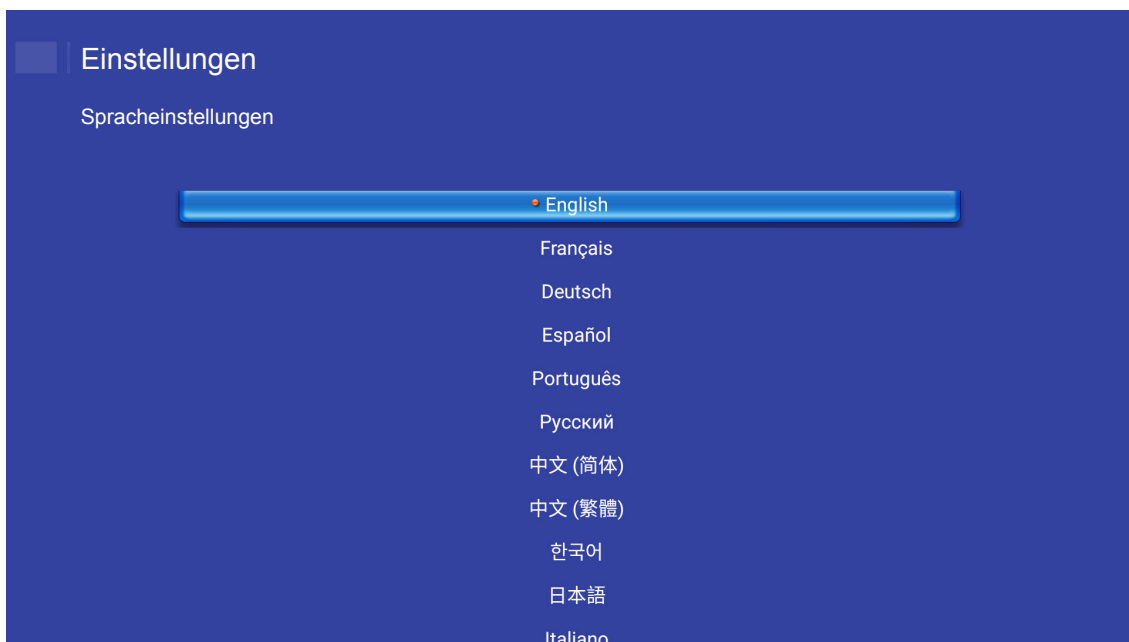 Einstellungen
Spracheinstellungen
English
Français
Deutsch
Español
Português
Русский
中文 (简体)
中文 (繁體)
한국어
日本語
Italiano